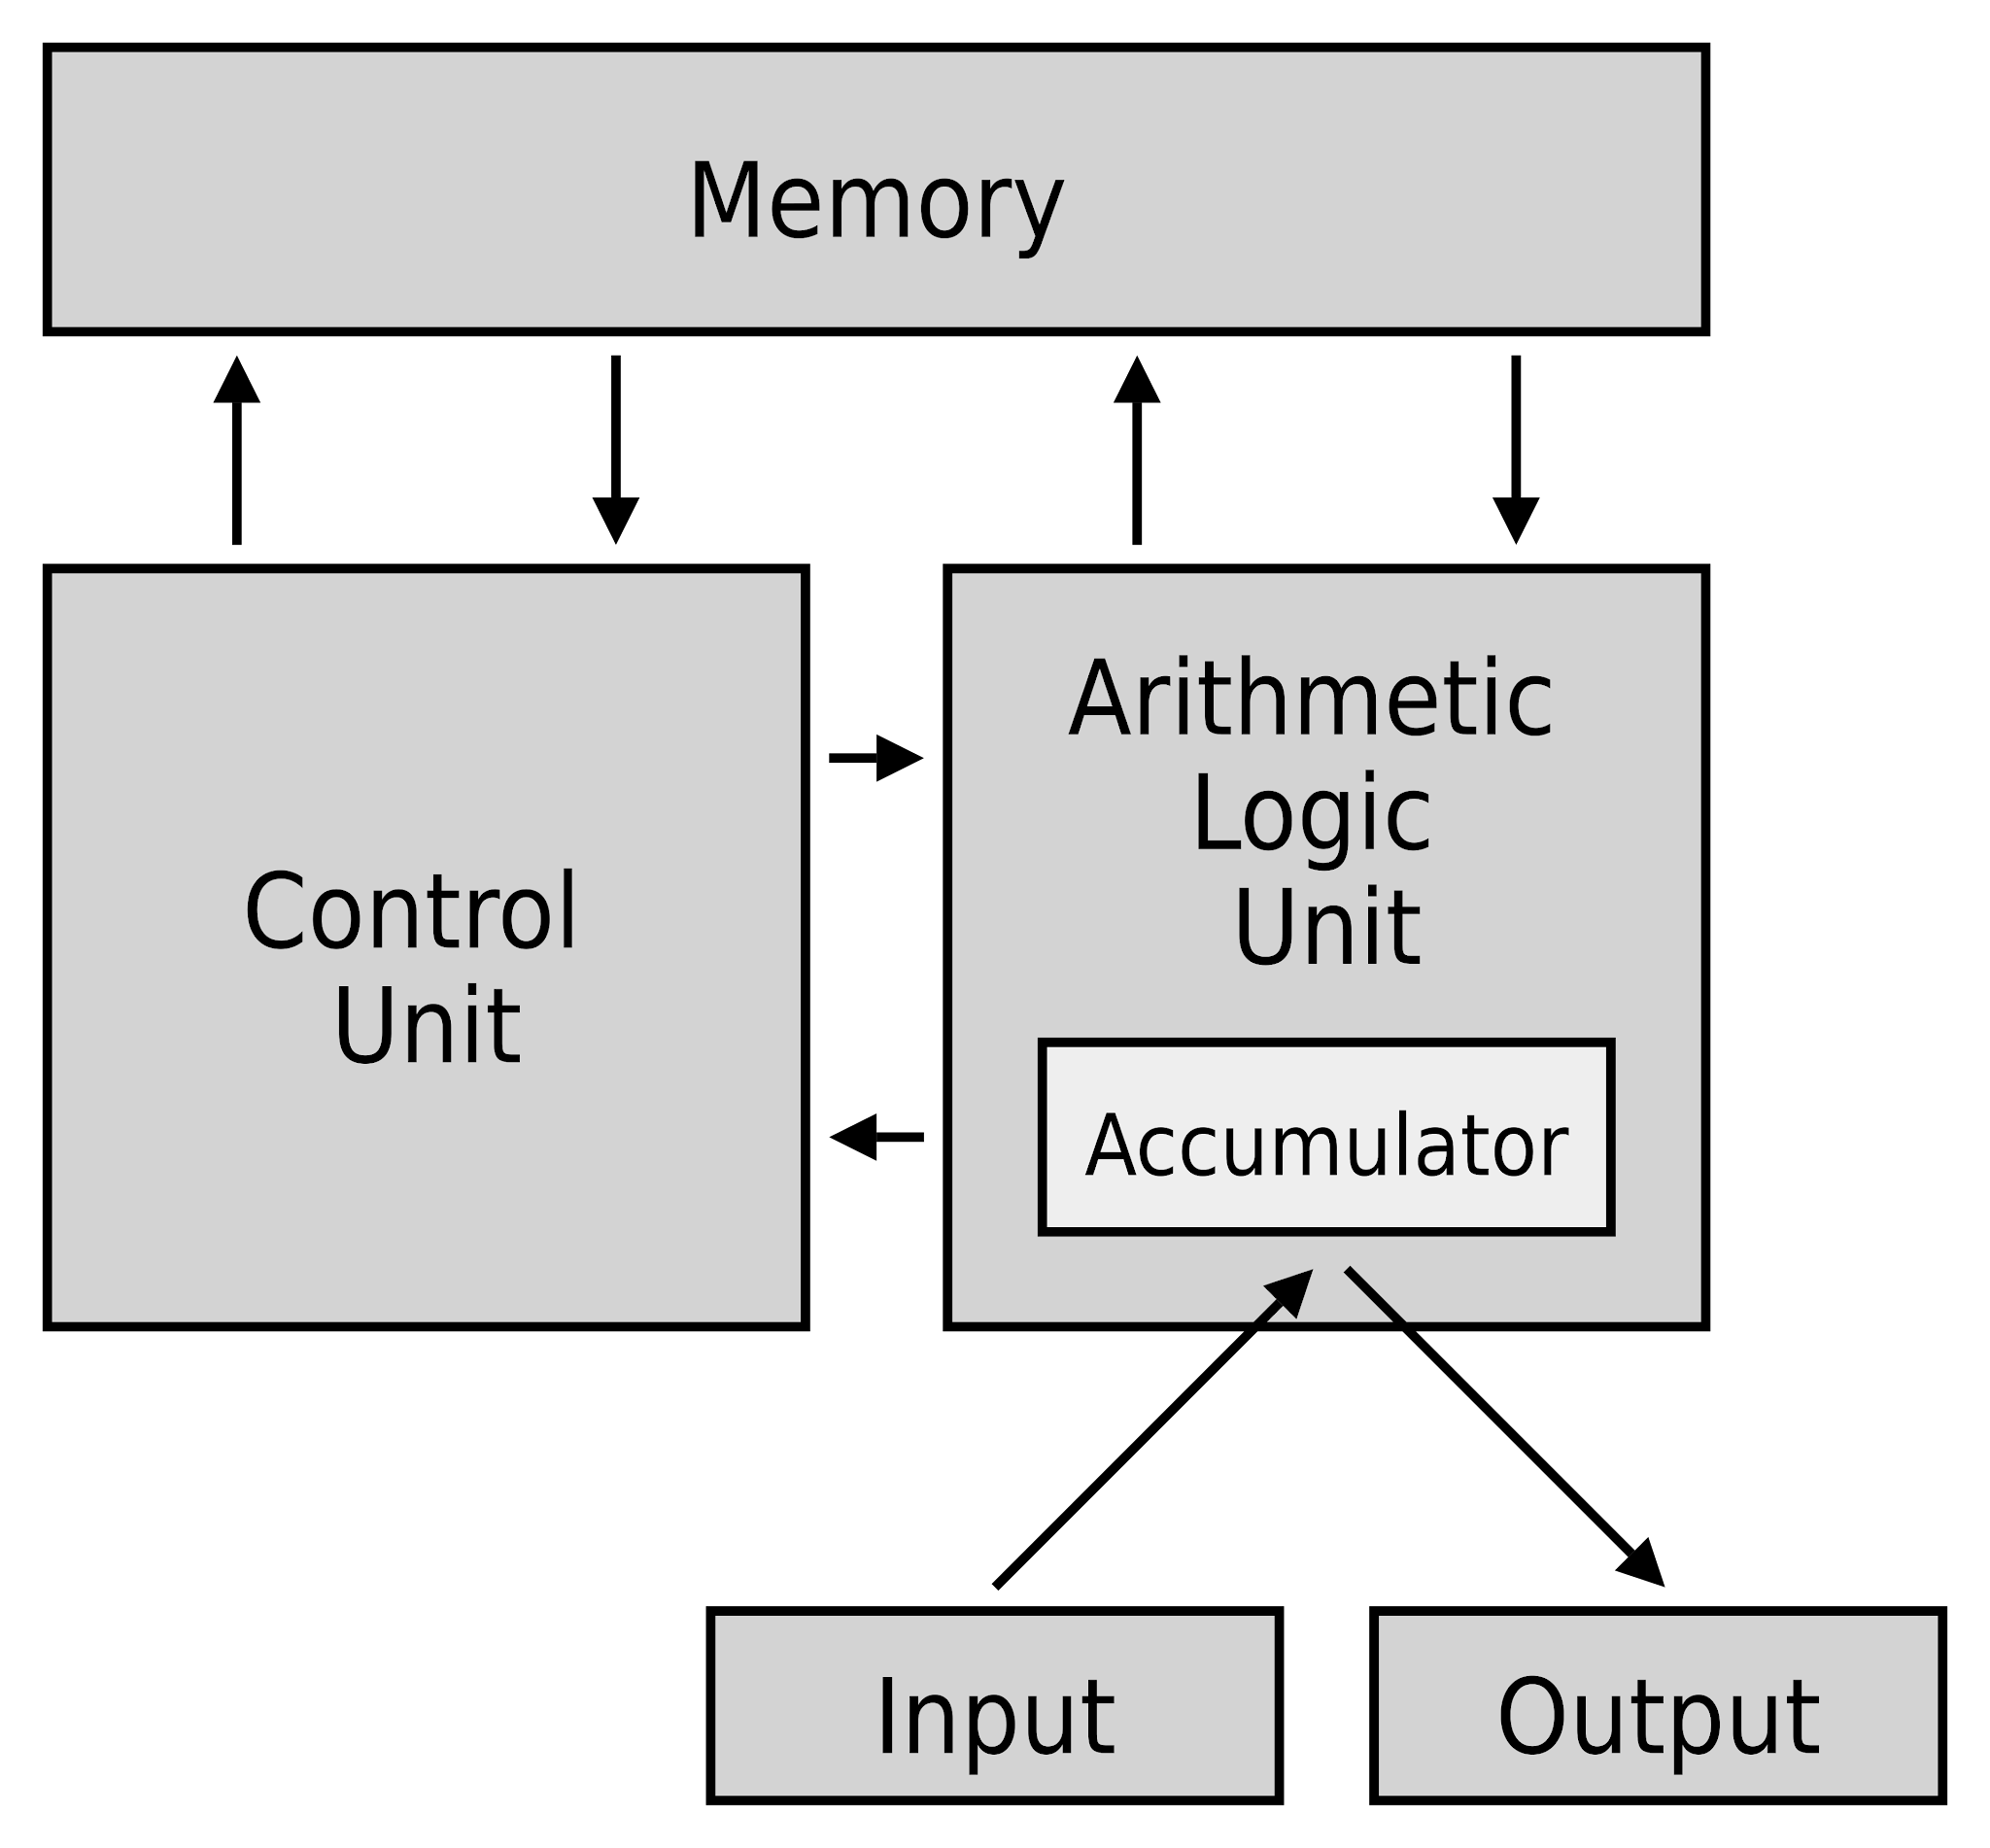 Memory
Control
Unit
Arithmetic
Logic
Unit
Accumulator
Input
Output